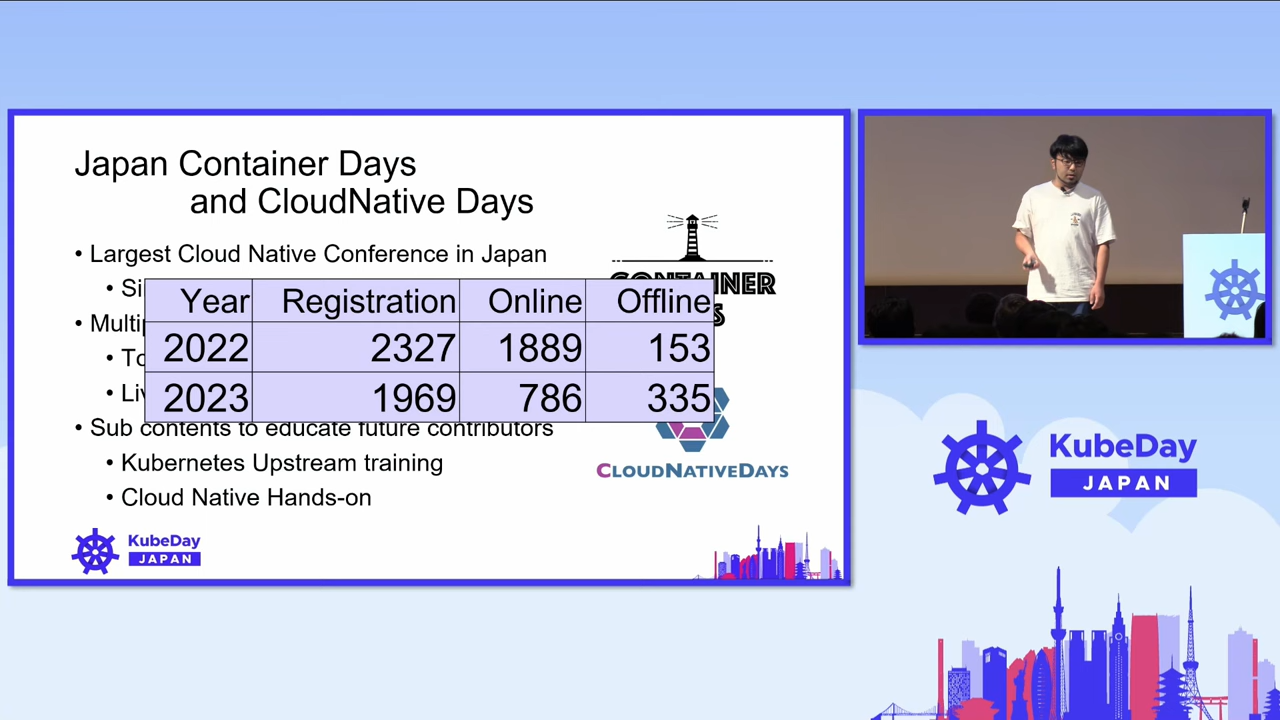 Japan Container Days
and CloudNative Days
• Largest Cloud Native Conference in Japan
Year Registration Online Offline
2022 2327 1889 153
2023 1969 786 335
• Sub contents to educate future contributors
• Kubernetes Upstream training
• Cloud Native Hands-on
CLOUDNATIVEDAYS
KubeDay
JAPAN
KubeDay
JAPAN